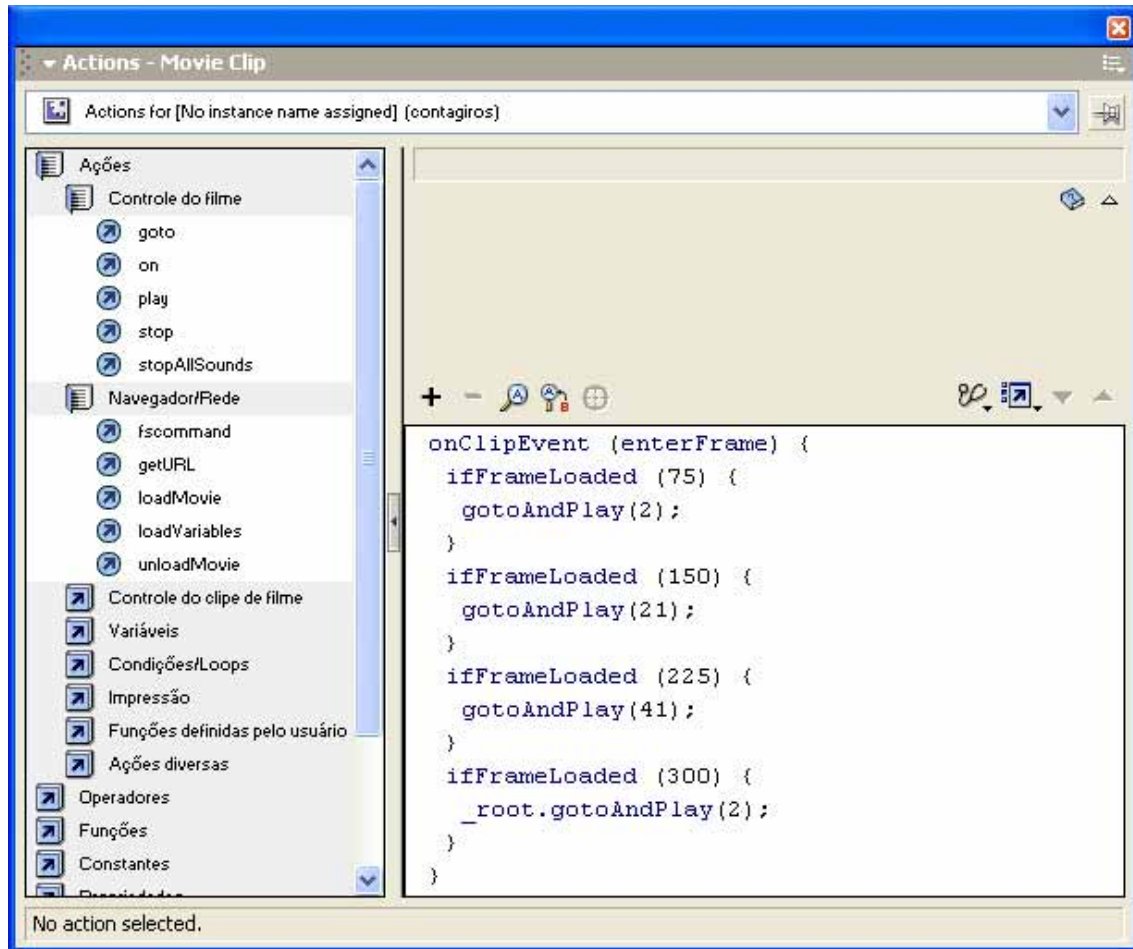 Actions - Movie Clip
Actions for [No instance name assigned] (contagiros)
Ações
Controle do filme
goto
on
play
stop
stopAllSounds
Navegador/Rede
fscommand
getURL
loadMovie
loadVariables
unloadMovie
Controle do clipe de filme
Variáveis
Condições/Loops
Impressão
Funções definidas pelo usuário
Ações diversas
Operadores
Funções
Constantes
onClipEvent (enterFrame) {
ifFrameLoaded (75) {
gotoAndPlay(2);
}
ifFrameLoaded (150) {
gotoAndPlay(21);
}
ifFrameLoaded (225) {
gotoAndPlay(41);
}
ifFrameLoaded (300) {
_root.gotoAndPlay(2);
}
}
No action selected.